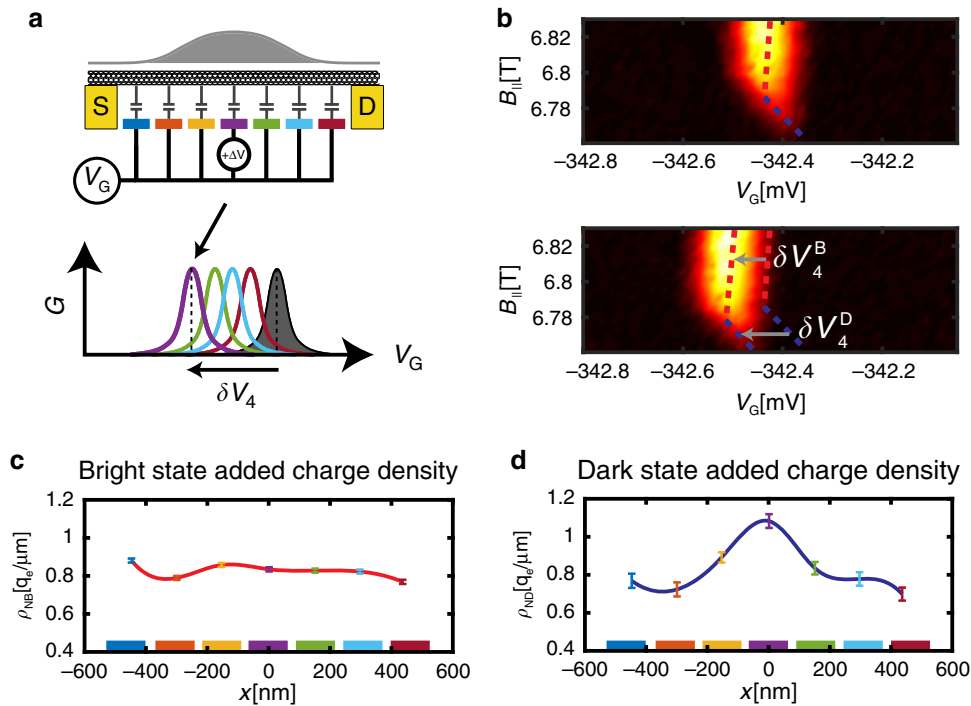 a
S
D
+ΔV
V_G
G
V_G
δV_4
b
B_||[T]
6.82
6.8
6.78
−342.8
−342.6
−342.4
−342.2
V_G[mV]
B_||[T]
6.82
6.8
6.78
δV_4^B
δV_4^D
−342.8
−342.6
−342.4
−342.2
V_G[mV]
c
Bright state added charge density
ρ_NB[q_e/μm]
1.2
1
0.8
0.6
0.4
−600
−400
−200
0
200
400
600
x[nm]
d
Dark state added charge density
ρ_ND[q_e/μm]
1.2
1
0.8
0.6
0.4
−600
−400
−200
0
200
400
600
x[nm]